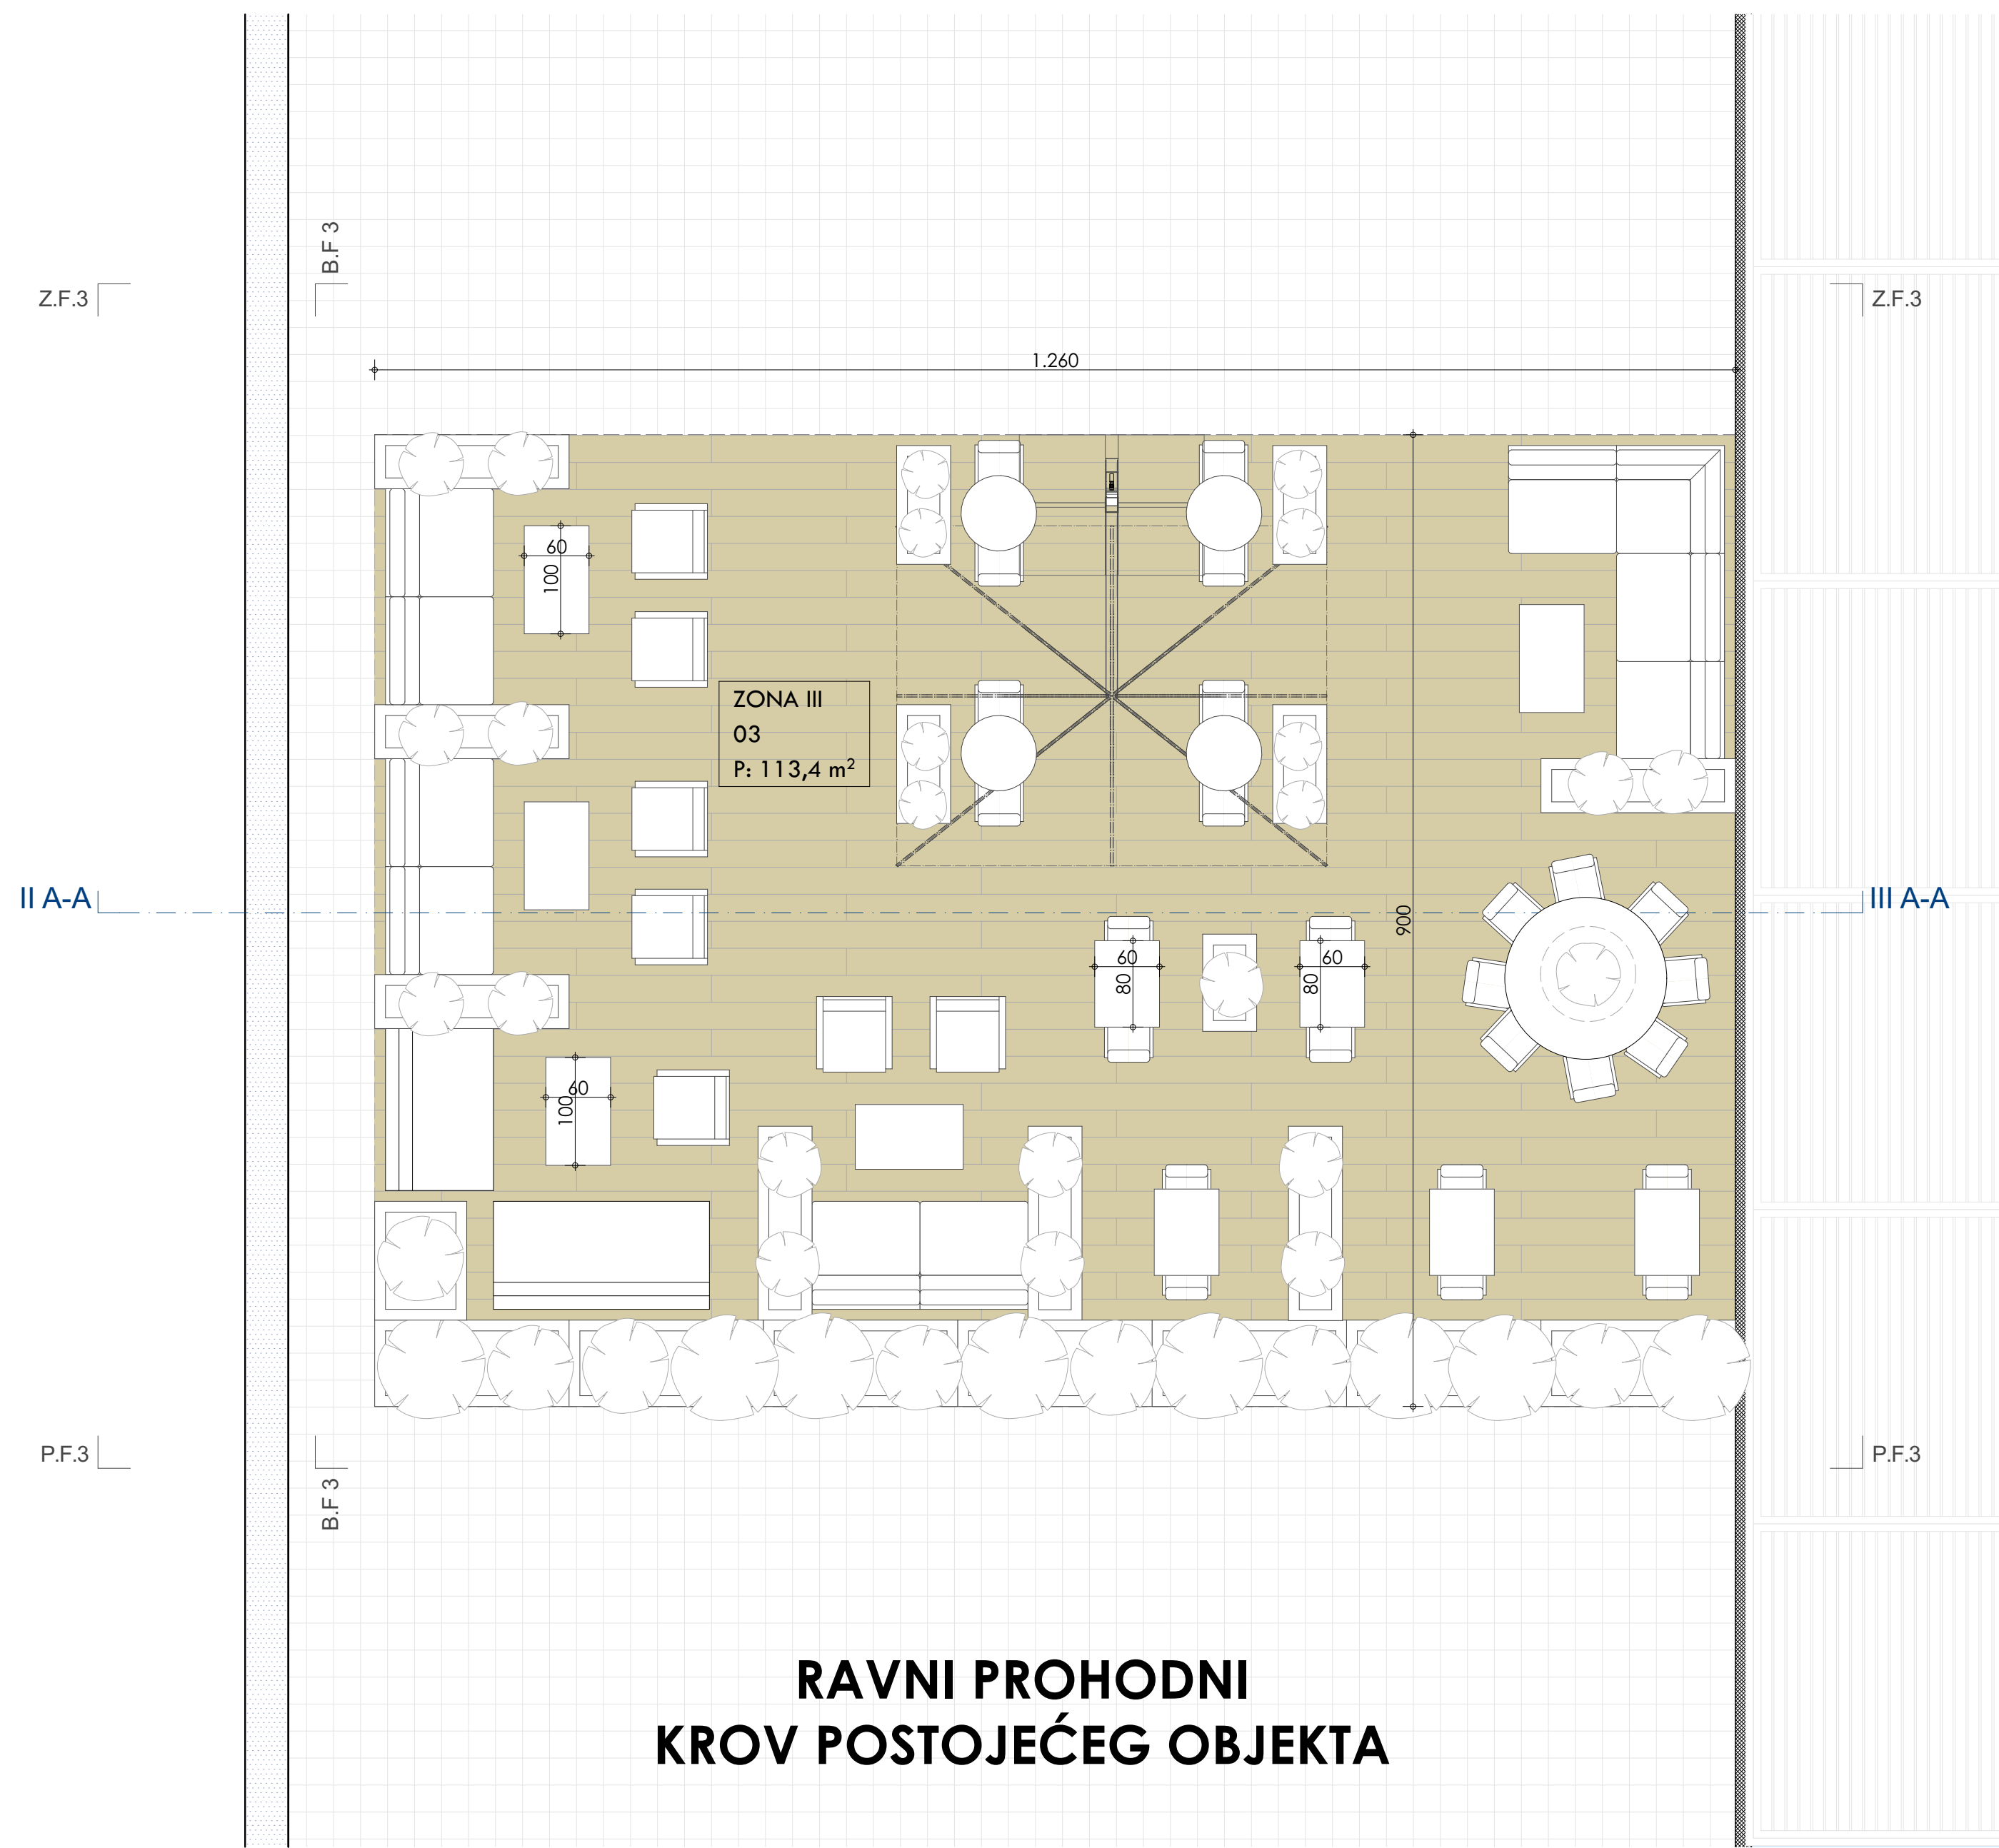 B.F 3
Z.F.3
Z.F.3
1.260
60
100
ZONA III
03
P: 113,4 m²
II A-A
III A-A
900
60
80
60
80
60
100
P.F.3
P.F.3
B.F 3
RAVNI PROHODNI
KROV POSTOJEĆEG OBJEKTA